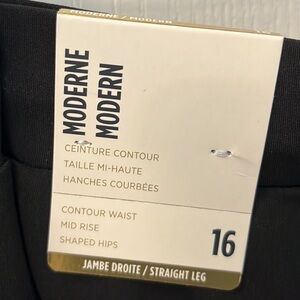 MODERNE / MODERN
MODERNE
MODERN
CEINTURE CONTOUR
TAILLE MI-HAUTE
HANCHES COURBÉES
CONTOUR WAIST
MID RISE
SHAPED HIPS
16
JAMBE DROITE / STRAIGHT LEG